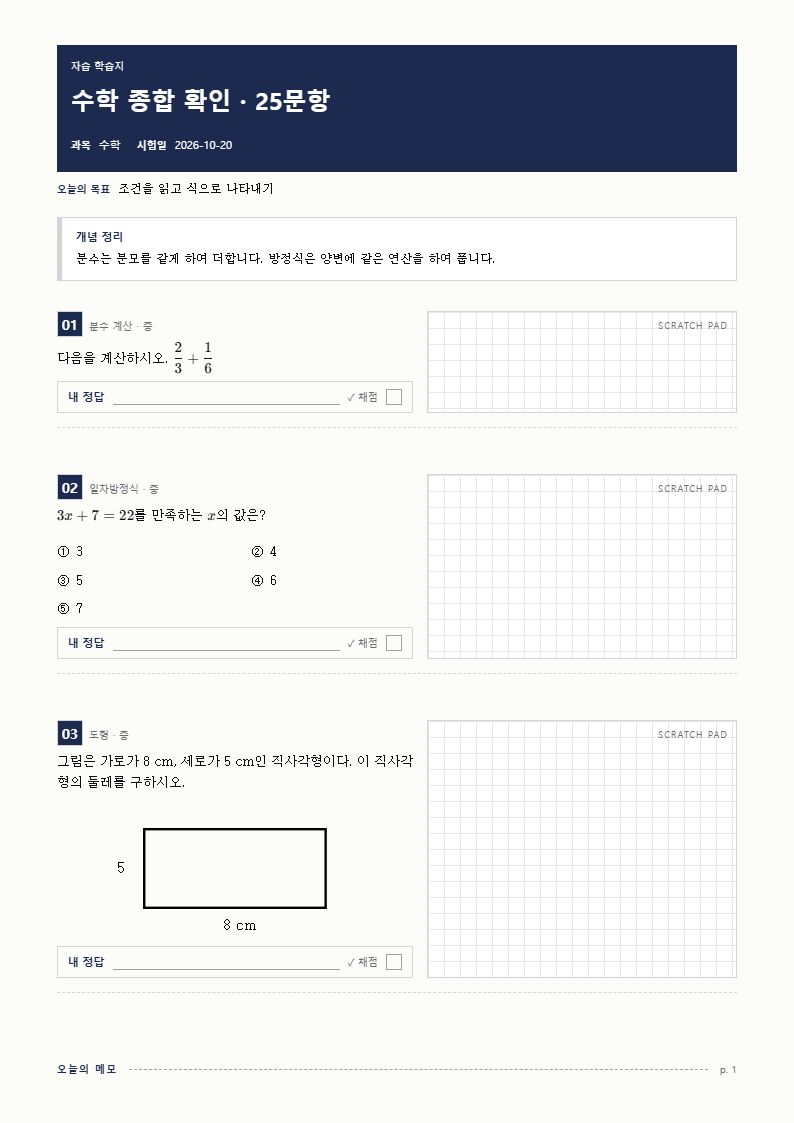 자습 학습지
수학 종합 확인 · 25문항
과목 수학 시험일 2026-10-20
오늘의 목표 조건을 읽고 식으로 나타내기
개념 정리
분수는 분모를 같게 하여 더합니다. 방정식은 양변에 같은 연산을 하여 풉니다.
01 분수 계산 · 중
SCRATCH PAD
다음을 계산하시오. 2/3 + 1/6
내 정답 ✓ 채점
02 일차방정식 · 중
SCRATCH PAD
3x + 7 = 22를 만족하는 x의 값은?
① 3 ② 4
③ 5 ④ 6
⑤ 7
내 정답 ✓ 채점
03 도형 · 중
SCRATCH PAD
그림은 가로가 8 cm, 세로가 5 cm인 직사각형이다. 이 직사각
형의 둘레를 구하시오.
5
8 cm
내 정답 ✓ 채점
오늘의 메모 p. 1